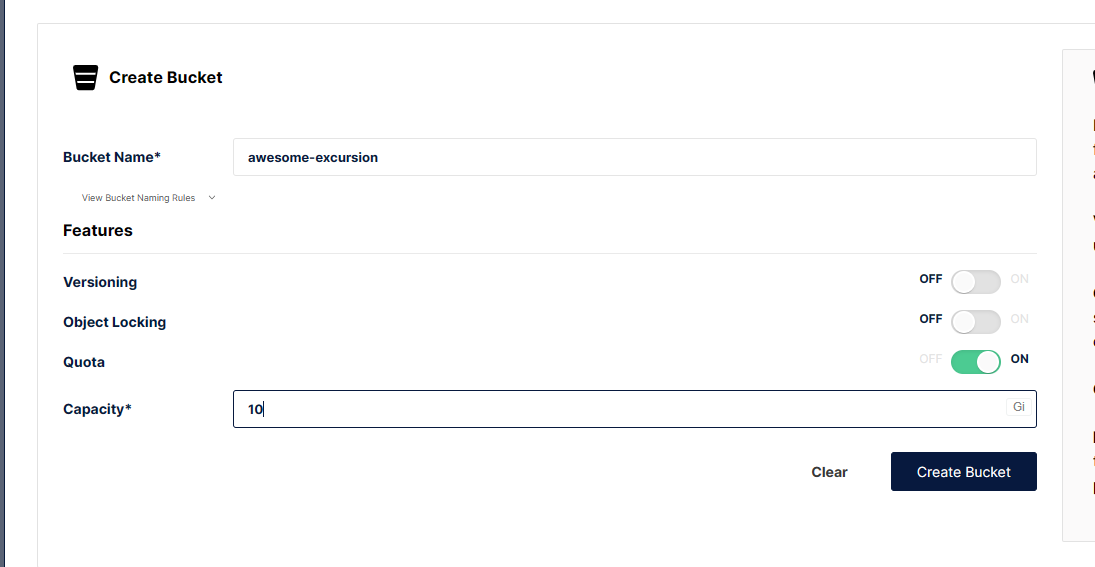 Create Bucket
Bucket Name*
awesome-excursion
View Bucket Naming Rules
Features
Versioning
OFF ON
Object Locking
OFF ON
Quota
OFF ON
Capacity*
10 Gi
Clear Create Bucket